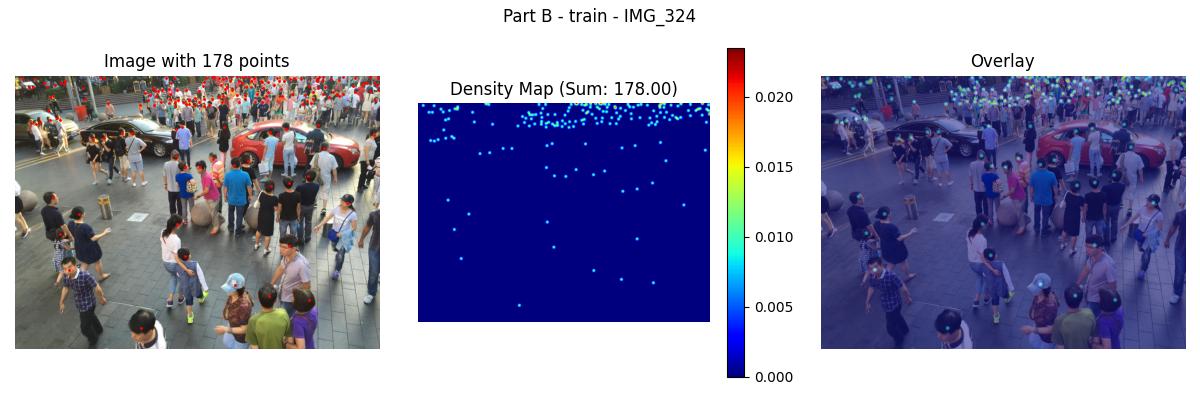 Part B - train - IMG_324
Image with 178 points
Density Map (Sum: 178.00)
Overlay
0.020
0.015
0.010
0.005
0.000